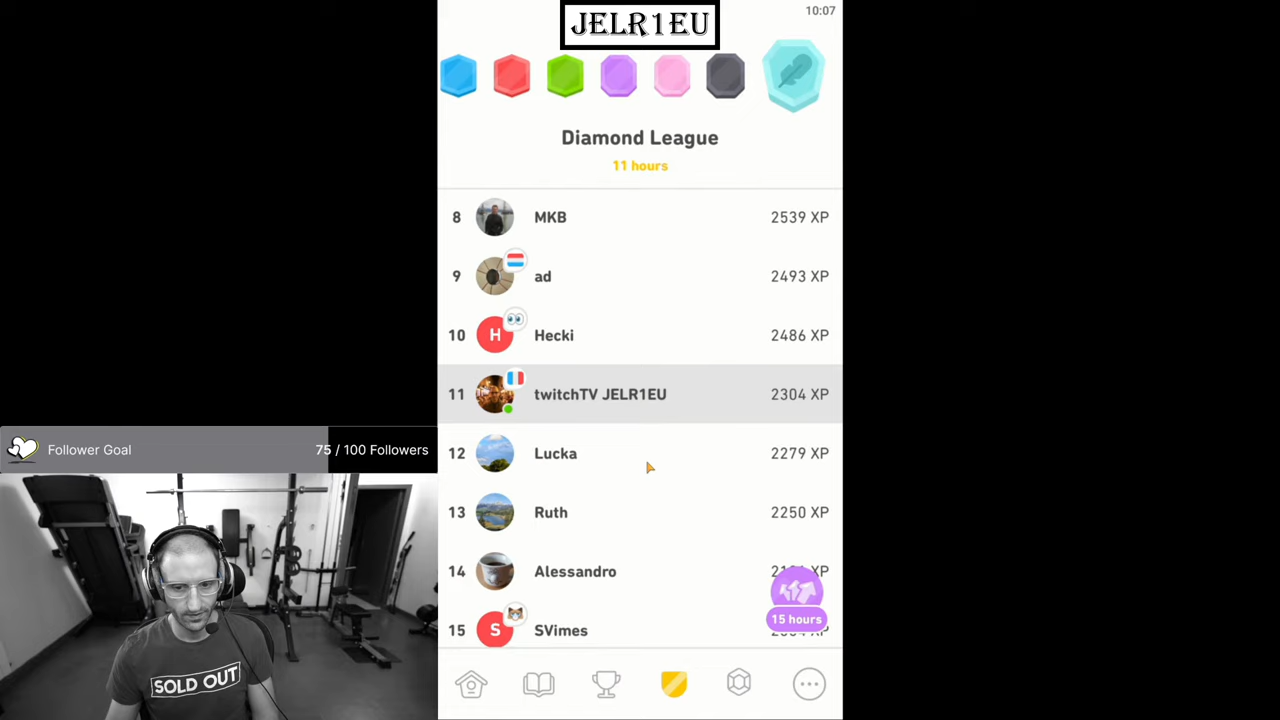 JELR1EU
10:07
Diamond League
11 hours
8 MKB 2539 XP
9 ad 2493 XP
10 H Hecki 2486 XP
11 twitchTV JELR1EU 2304 XP
12 Lucka 2279 XP
13 Ruth 2250 XP
14 Alessandro XP
15 S SVimes XP
15 hours
Follower Goal 75 / 100 Followers
SOLD OUT